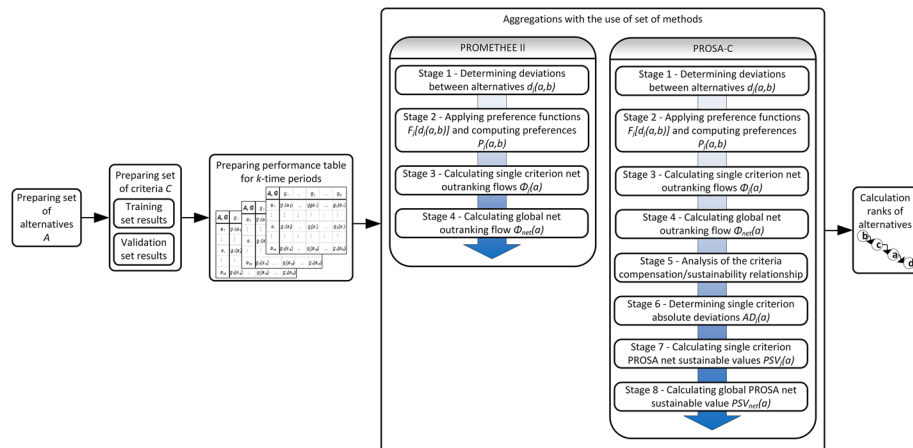 Preparing set
of
alternatives
A
Preparing set
of criteria C
Training
set results
Validation
set results
Preparing performance table
for k-time periods
A, G g₁ .. g₁ .. gₖ
Aggregations with the use of set of methods
PROMETHEE II
Stage 1 - Determining deviations
between alternatives dⱼ(a,b)
Stage 2 - Applying preference functions
Fⱼ[dⱼ(a,b)] and computing preferences
Pⱼ(a,b)
Stage 3 - Calculating single criterion net
outranking flows Φⱼ(a)
Stage 4 - Calculating global net
outranking flow Φnet(a)
PROSA-C
Stage 1 - Determining deviations
between alternatives dⱼ(a,b)
Stage 2 - Applying preference functions
Fⱼ[dⱼ(a,b)] and computing preferences
Pⱼ(a,b)
Stage 3 - Calculating single criterion net
outranking flows Φⱼ(a)
Stage 4 - Calculating global net
outranking flow Φnet(a)
Stage 5 - Analysis of the criteria
compensation/sustainability relationship
Stage 6 - Determining single criterion
absolute deviations ADⱼ(a)
Stage 7 - Calculating single criterion
PROSA net sustainable values PSVⱼ(a)
Stage 8 - Calculating global PROSA net
sustainable value PSVnet(a)
Calculation
ranks of
alternatives
b
c
a
d